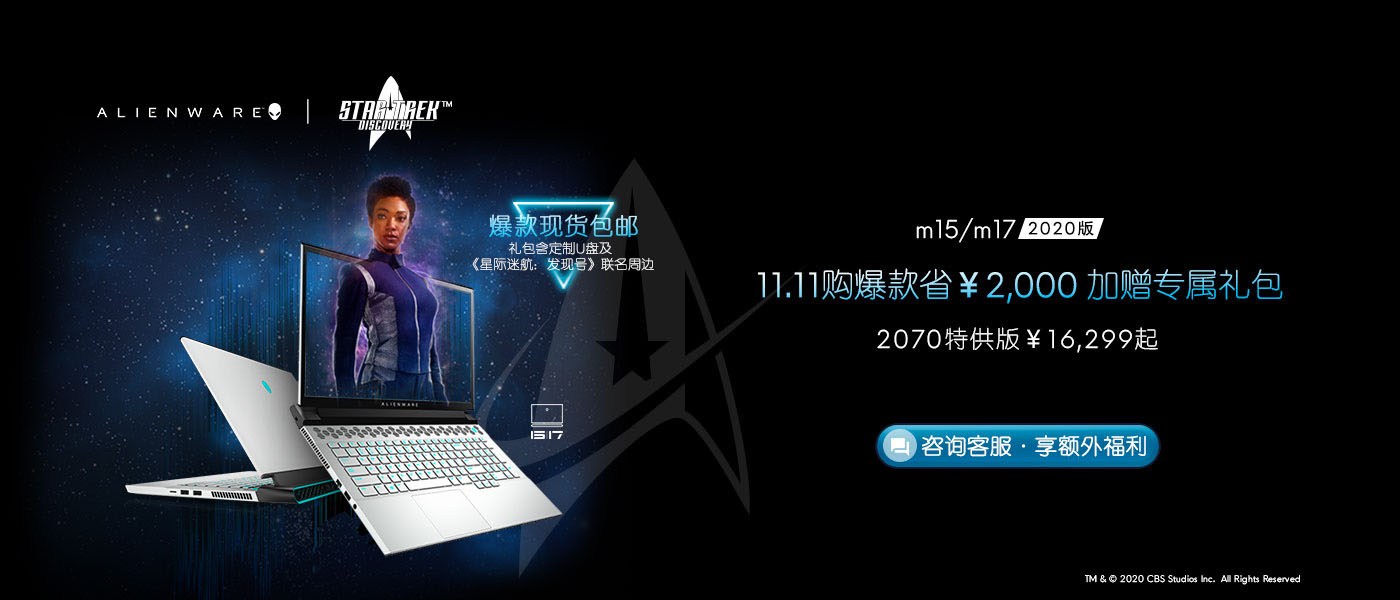 ALIENWARE
STAR TREK™
DISCOVERY
爆款现货包邮
礼包含定制U盘及
《星际迷航：发现号》联名周边
m15/m17 2020版
11.11购爆款省￥2,000 加赠专属礼包
2070特供版￥16,299起
ALIENWARE
15 17
咨询客服·享额外福利
TM & © 2020 CBS Studios Inc. All Rights Reserved